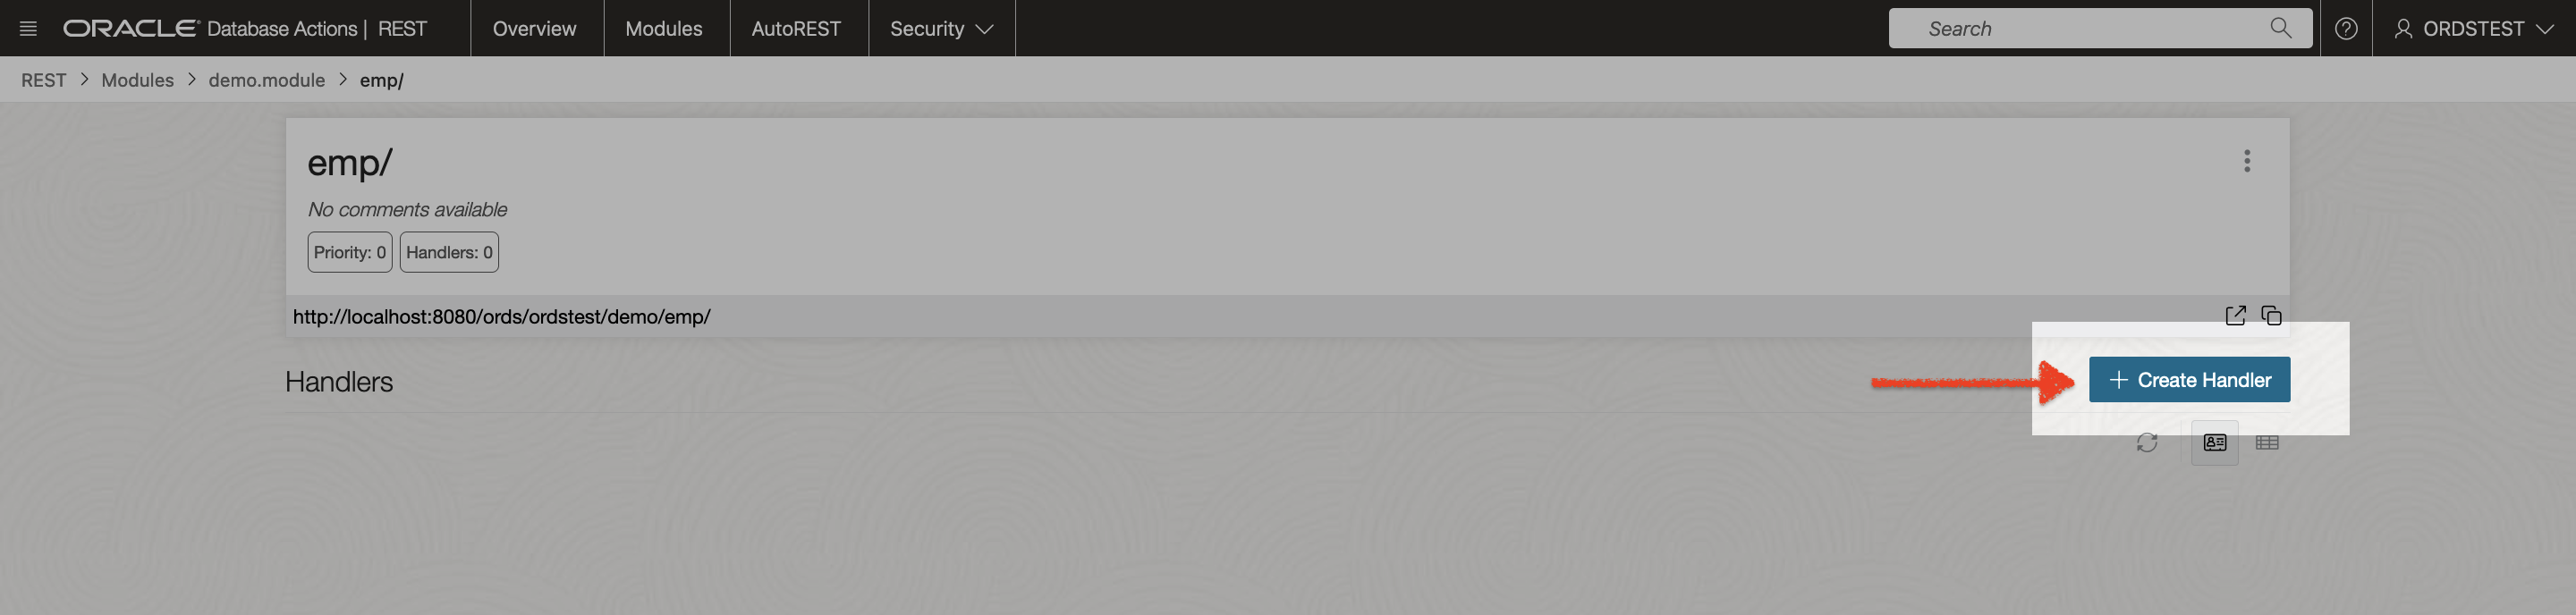 ORACLE Database Actions | REST Overview Modules AutoREST Security Search ORDSTEST
REST > Modules > demo.module > emp/
emp/
No comments available
Priority: 0 Handlers: 0
http://localhost:8080/ords/ordstest/demo/emp/
Handlers
+ Create Handler